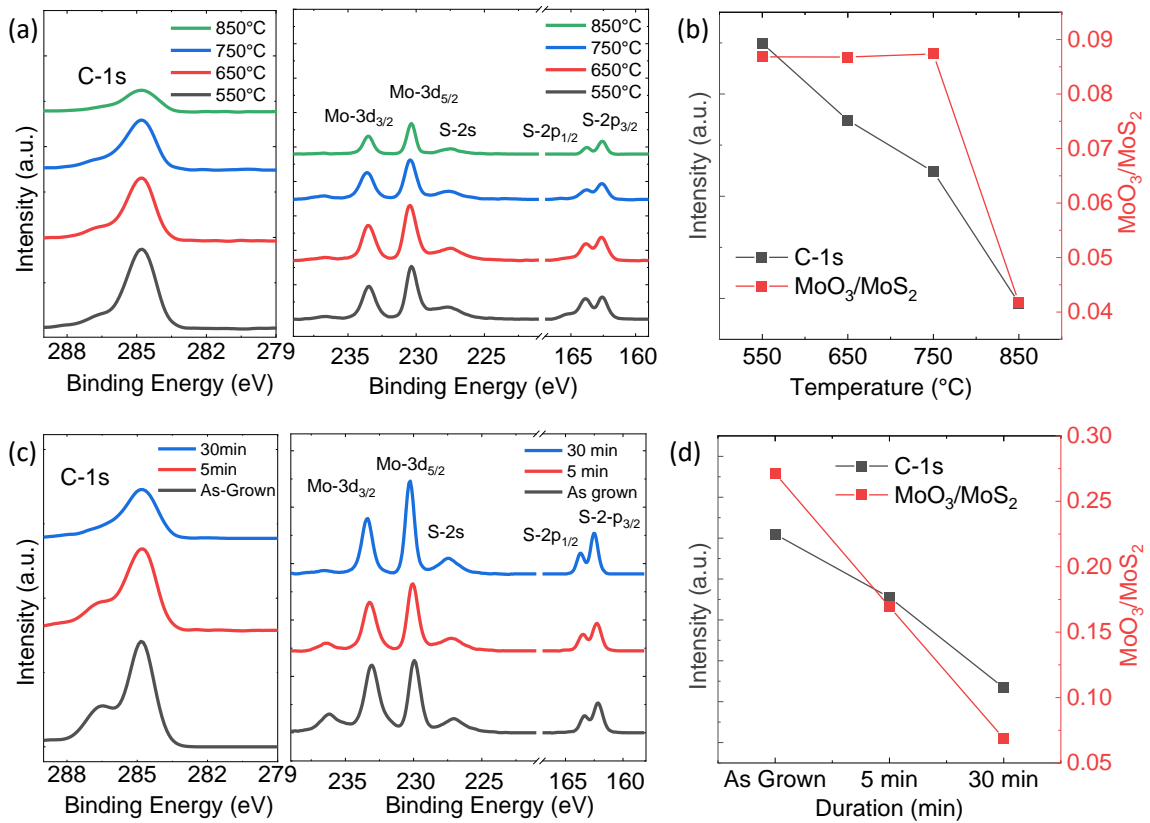 (a)
850°C
750°C
650°C
550°C
C-1s
Intensity (a.u.)
288 285 282 279
Binding Energy (eV)
850°C
750°C
650°C
550°C
Mo-3d3/2
Mo-3d5/2
S-2s
S-2p1/2
S-2p3/2
235 230 225 165 160
Binding Energy (eV)
(b)
Intensity (a.u.)
C-1s
MoO3/MoS2
0.09
0.08
0.07
0.06
0.05
0.04
MoO3/MoS2
550 650 750 850
Temperature (°C)
(c)
30min
5min
As-Grown
C-1s
Intensity (a.u.)
288 285 282 279
Binding Energy (eV)
30 min
5 min
As grown
Mo-3d3/2
Mo-3d5/2
S-2s
S-2p1/2
S-2-p3/2
235 230 225 165 160
Binding Energy (eV)
(d)
Intensity (a.u.)
C-1s
MoO3/MoS2
0.30
0.25
0.20
0.15
0.10
0.05
MoO3/MoS2
As Grown 5 min 30 min
Duration (min)